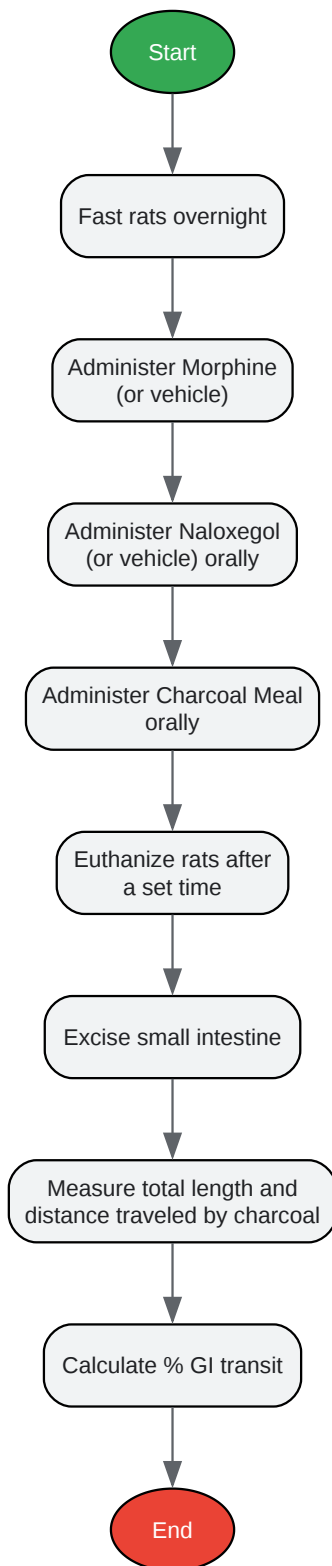 Start
Fast rats overnight
Administer Morphine
(or vehicle)
Administer Naloxegol
(or vehicle) orally
Administer Charcoal Meal
orally
Euthanize rats after
a set time
Excise small intestine
Measure total length and
distance traveled by charcoal
Calculate % GI transit
End